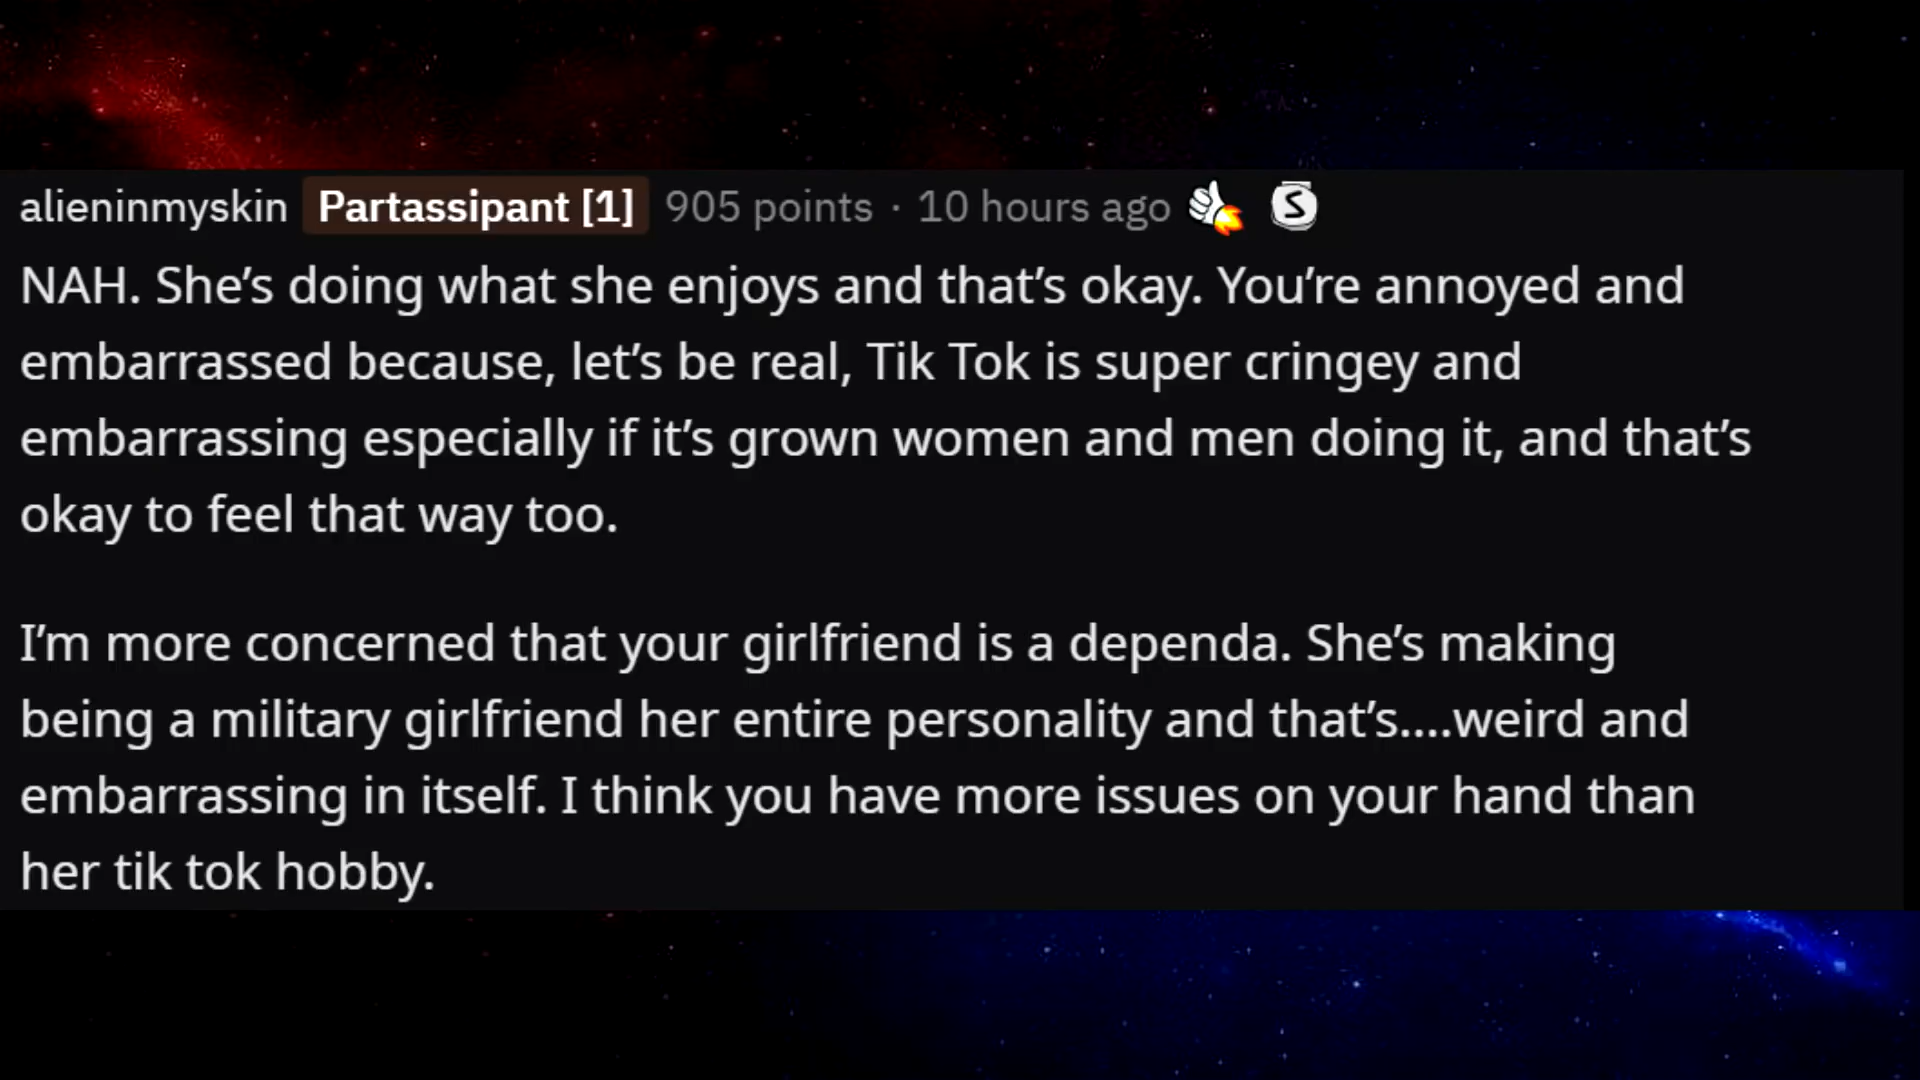 alieninmyskin Partassipant [1] 905 points · 10 hours ago
NAH. She’s doing what she enjoys and that’s okay. You’re annoyed and
embarrassed because, let’s be real, Tik Tok is super cringey and
embarrassing especially if it’s grown women and men doing it, and that’s
okay to feel that way too.
I’m more concerned that your girlfriend is a dependa. She’s making
being a military girlfriend her entire personality and that’s....weird and
embarrassing in itself. I think you have more issues on your hand than
her tik tok hobby.